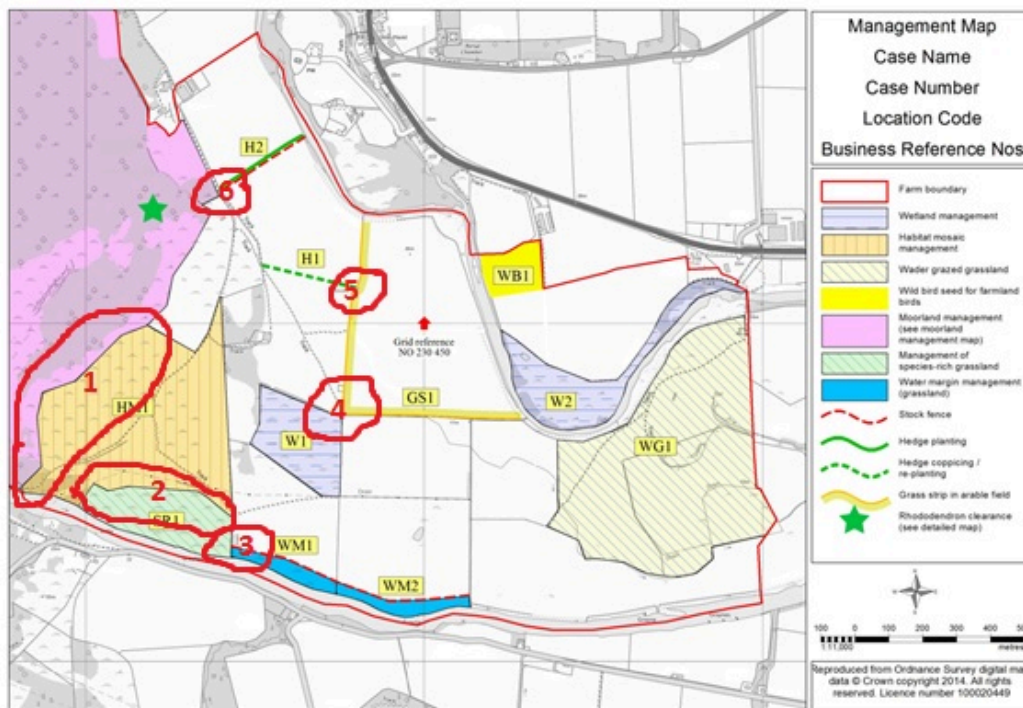 Management Map
Case Name
Case Number
Location Code
Business Reference Nos
Farm boundary
Wetland management
Habitat mosaic
management
Wader grazed grassland
Wild bird seed for farmland
birds
Moorland management
(see moorland
management map)
Management of
species-rich grassland
Water margin management
(grassland)
Stock fence
Hedge planting
Hedge coppicing /
re-planting
Grass strip in arable field
Rhododendron clearance
(see detailed map)
100 0 100 200 300 400 50
1:11,000 metres
Reproduced from Ordnance Survey digital ma
data © Crown copyright 2014. All rights
reserved. Licence number 100020449
H2
6
H1
5
WB1
Grid reference
NO 230 450
1
HM1
4
GS1
W2
W1
WG1
2
SR1
3
WM1
WM2